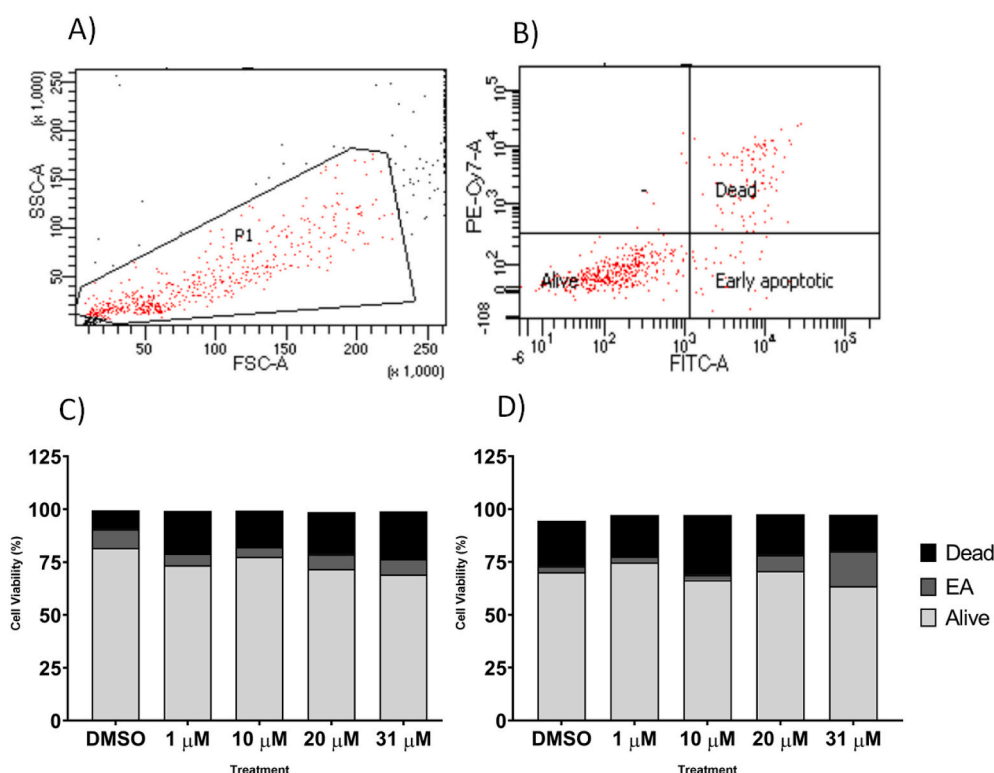 A)
B)
(x 1,000)
250
200
150
100
50
SSC-A
P1
50 100 150 200 250
FSC-A
(x 1,000)
PE-Cy7-A
10^5
10^4
10^3
10^2
0
-108
Dead
Alive
Early apoptotic
-6 10^1 10^2 10^3 10^4 10^5
FITC-A
C)
D)
Cell Viability (%)
125
100
75
50
25
0
DMSO 1 μM 10 μM 20 μM 31 μM
Treatment
Cell Viability (%)
125
100
75
50
25
0
DMSO 1 μM 10 μM 20 μM 31 μM
Treatment
Dead
EA
Alive